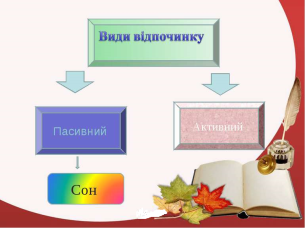 Види відпочинку
Пасивний
Активний
Сон